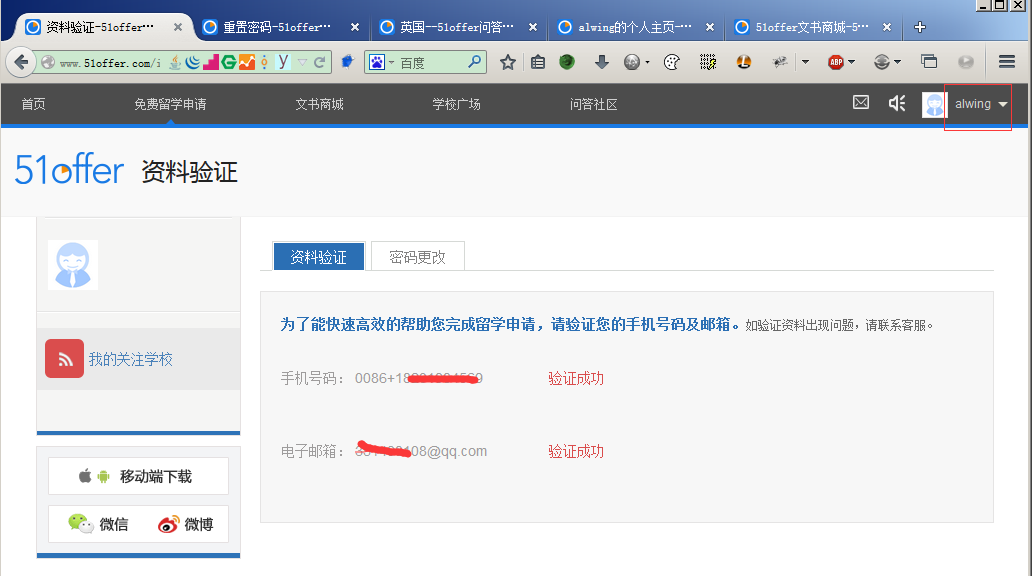 资料验证-51offer···
重置密码-51offer···
英国--51offer问答···
alwing的个人主页-···
51offer文书商城-5···
www.51offer.com/i
百度
ABP
首页
免费留学申请
文书商城
学校广场
问答社区
alwing
51offer 资料验证
资料验证
密码更改
为了能快速高效的帮助您完成留学申请，请验证您的手机号码及邮箱。如验证资料出现问题，请联系客服。
我的关注学校
手机号码： 0086+18
验证成功
电子邮箱： 08@qq.com
验证成功
移动端下载
微信
微博